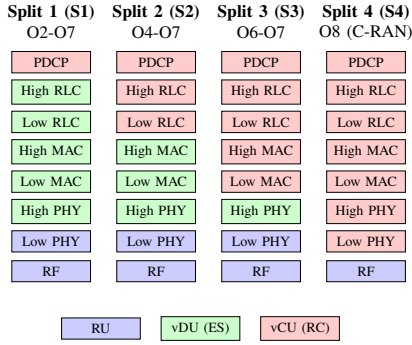 Split 1 (S1) Split 2 (S2) Split 3 (S3) Split 4 (S4)
O2-O7 O4-O7 O6-O7 O8 (C-RAN)
PDCP PDCP PDCP PDCP
High RLC High RLC High RLC High RLC
Low RLC Low RLC Low RLC Low RLC
High MAC High MAC High MAC High MAC
Low MAC Low MAC Low MAC Low MAC
High PHY High PHY High PHY High PHY
Low PHY Low PHY Low PHY Low PHY
RF RF RF RF
RU vDU (ES) vCU (RC)